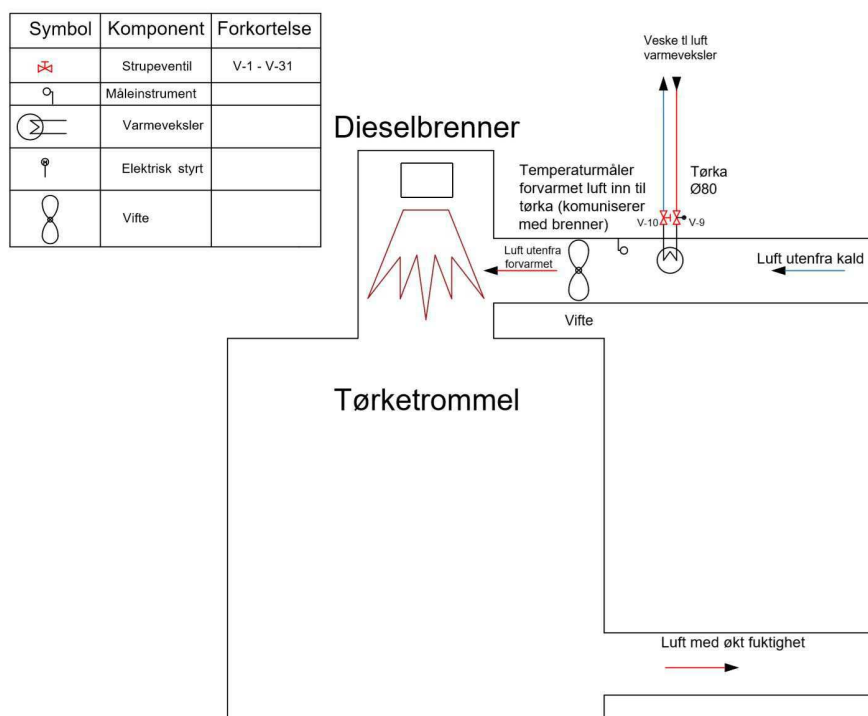 Symbol Komponent Forkortelse
Strupeventil V-1 - V-31
Måleinstrument
Varmeveksler
Elektrisk styrt
Vifte
Veske tl luft
varmeveksler
Dieselbrenner
Temperaturmåler
forvarmet luft inn til
tørka (komuniserer
med brenner)
Tørka
Ø80
V-10
V-9
Luft utenfra
forvarmet
Luft utenfra kald
Vifte
Tørketrommel
Luft med økt fuktighet